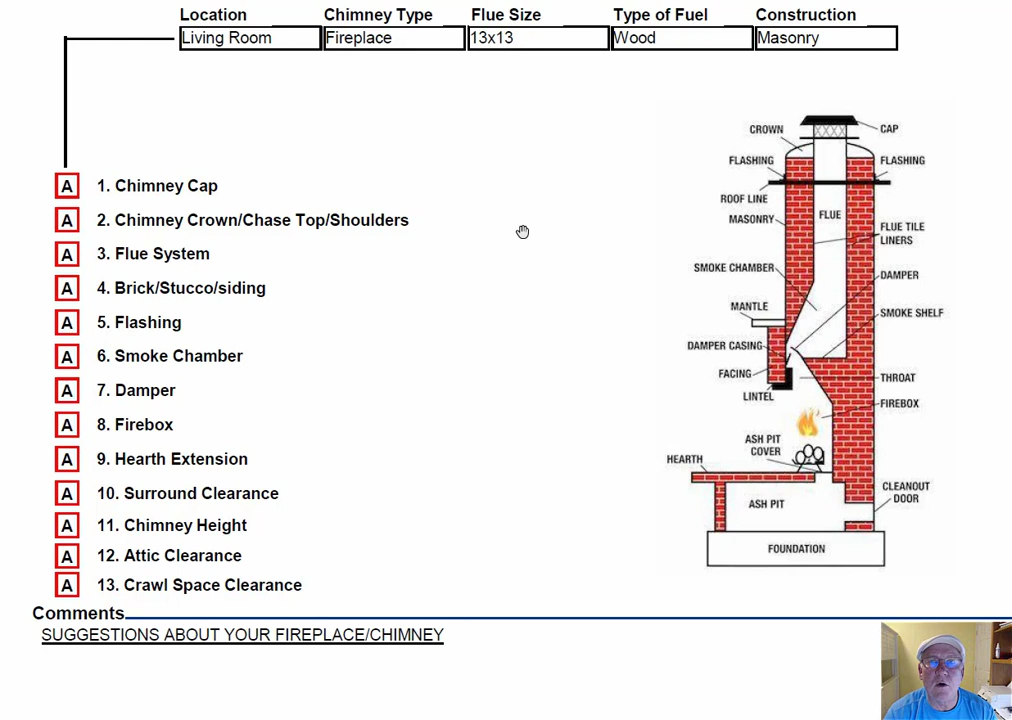 Location Chimney Type Flue Size Type of Fuel Construction
Living Room Fireplace 13x13 Wood Masonry
A 1. Chimney Cap
A 2. Chimney Crown/Chase Top/Shoulders
A 3. Flue System
A 4. Brick/Stucco/siding
A 5. Flashing
A 6. Smoke Chamber
A 7. Damper
A 8. Firebox
A 9. Hearth Extension
A 10. Surround Clearance
A 11. Chimney Height
A 12. Attic Clearance
A 13. Crawl Space Clearance
CROWN
CAP
FLASHING
FLASHING
ROOF LINE
MASONRY
FLUE
FLUE TILE
LINERS
SMOKE CHAMBER
DAMPER
MANTLE
SMOKE SHELF
DAMPER CASING
FACING
THROAT
LINTEL
FIREBOX
ASH PIT
COVER
HEARTH
CLEANOUT
DOOR
ASH PIT
FOUNDATION
Comments
SUGGESTIONS ABOUT YOUR FIREPLACE/CHIMNEY